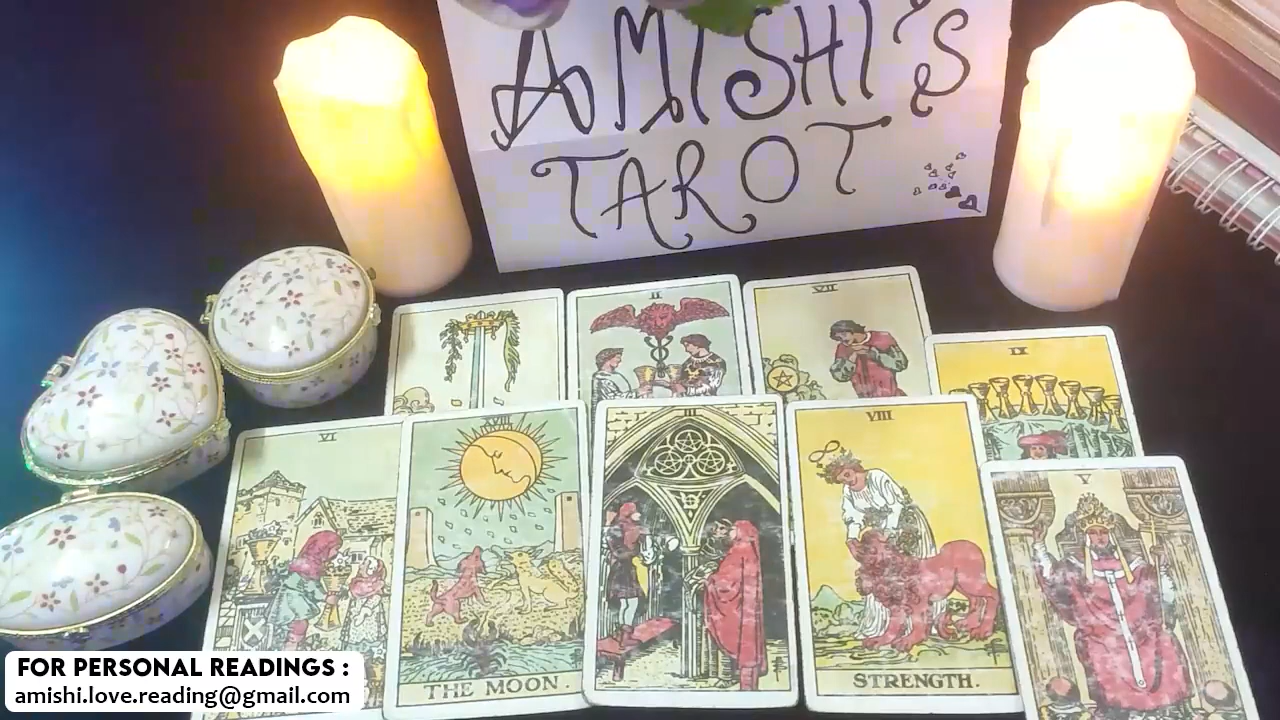 AMISHI'S
TAROT
II
VII
IX
VI
XVIII
III
VIII
V
THE MOON.
STRENGTH.
FOR PERSONAL READINGS :
amishi.love.reading@gmail.com